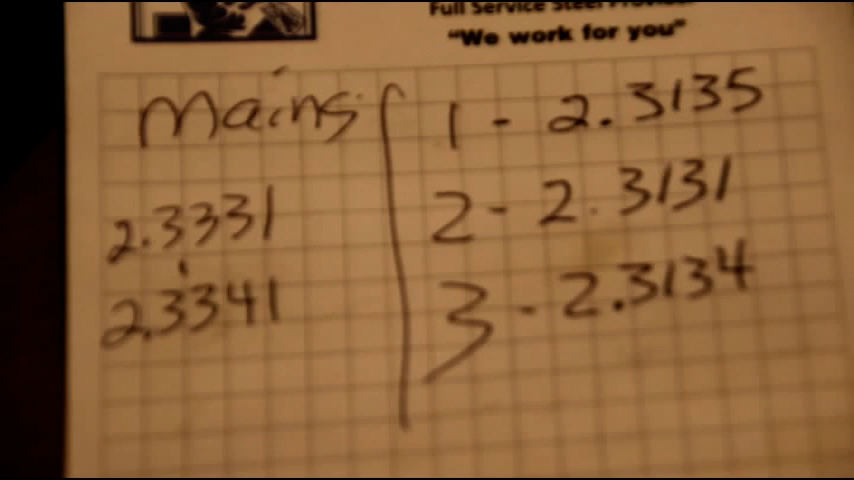 Full Service Steel
"We work for you"
Mains
2.3331
2.3341
1 - 2.3135
2 - 2.3131
3 - 2.3134